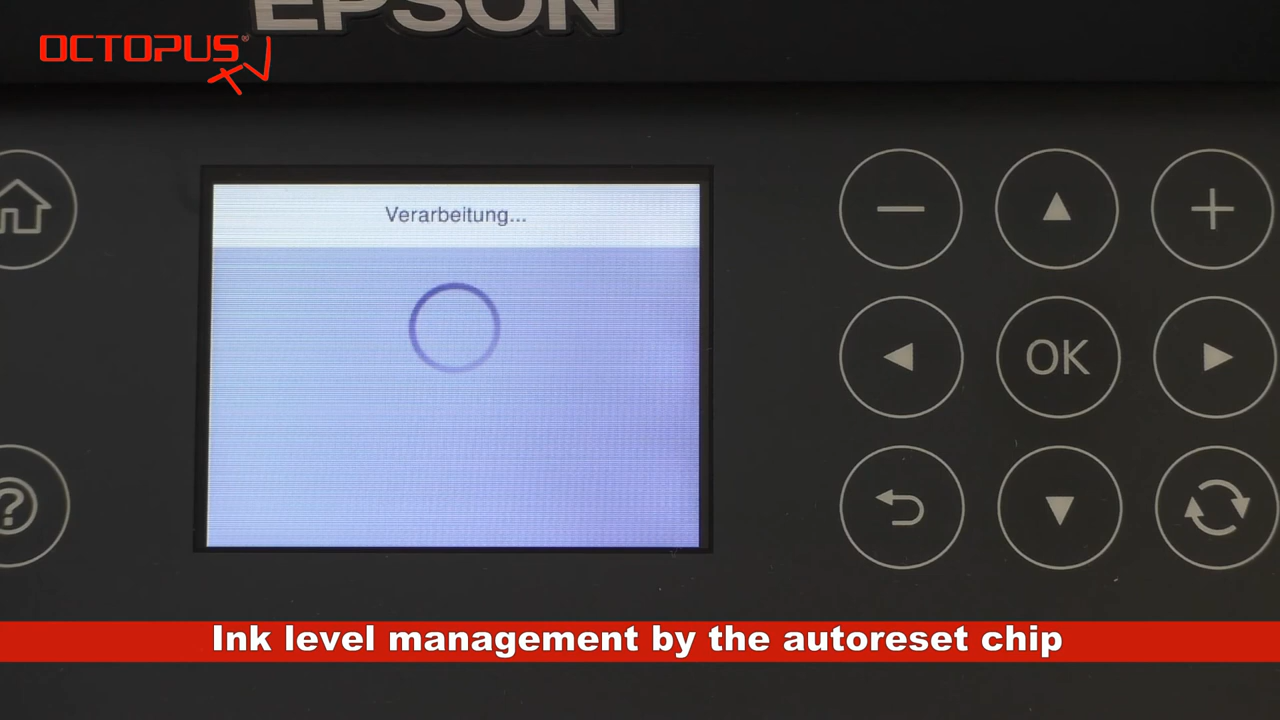 EPSON
OCTOPUS®
TV
Verarbeitung...
OK
Ink level management by the autoreset chip